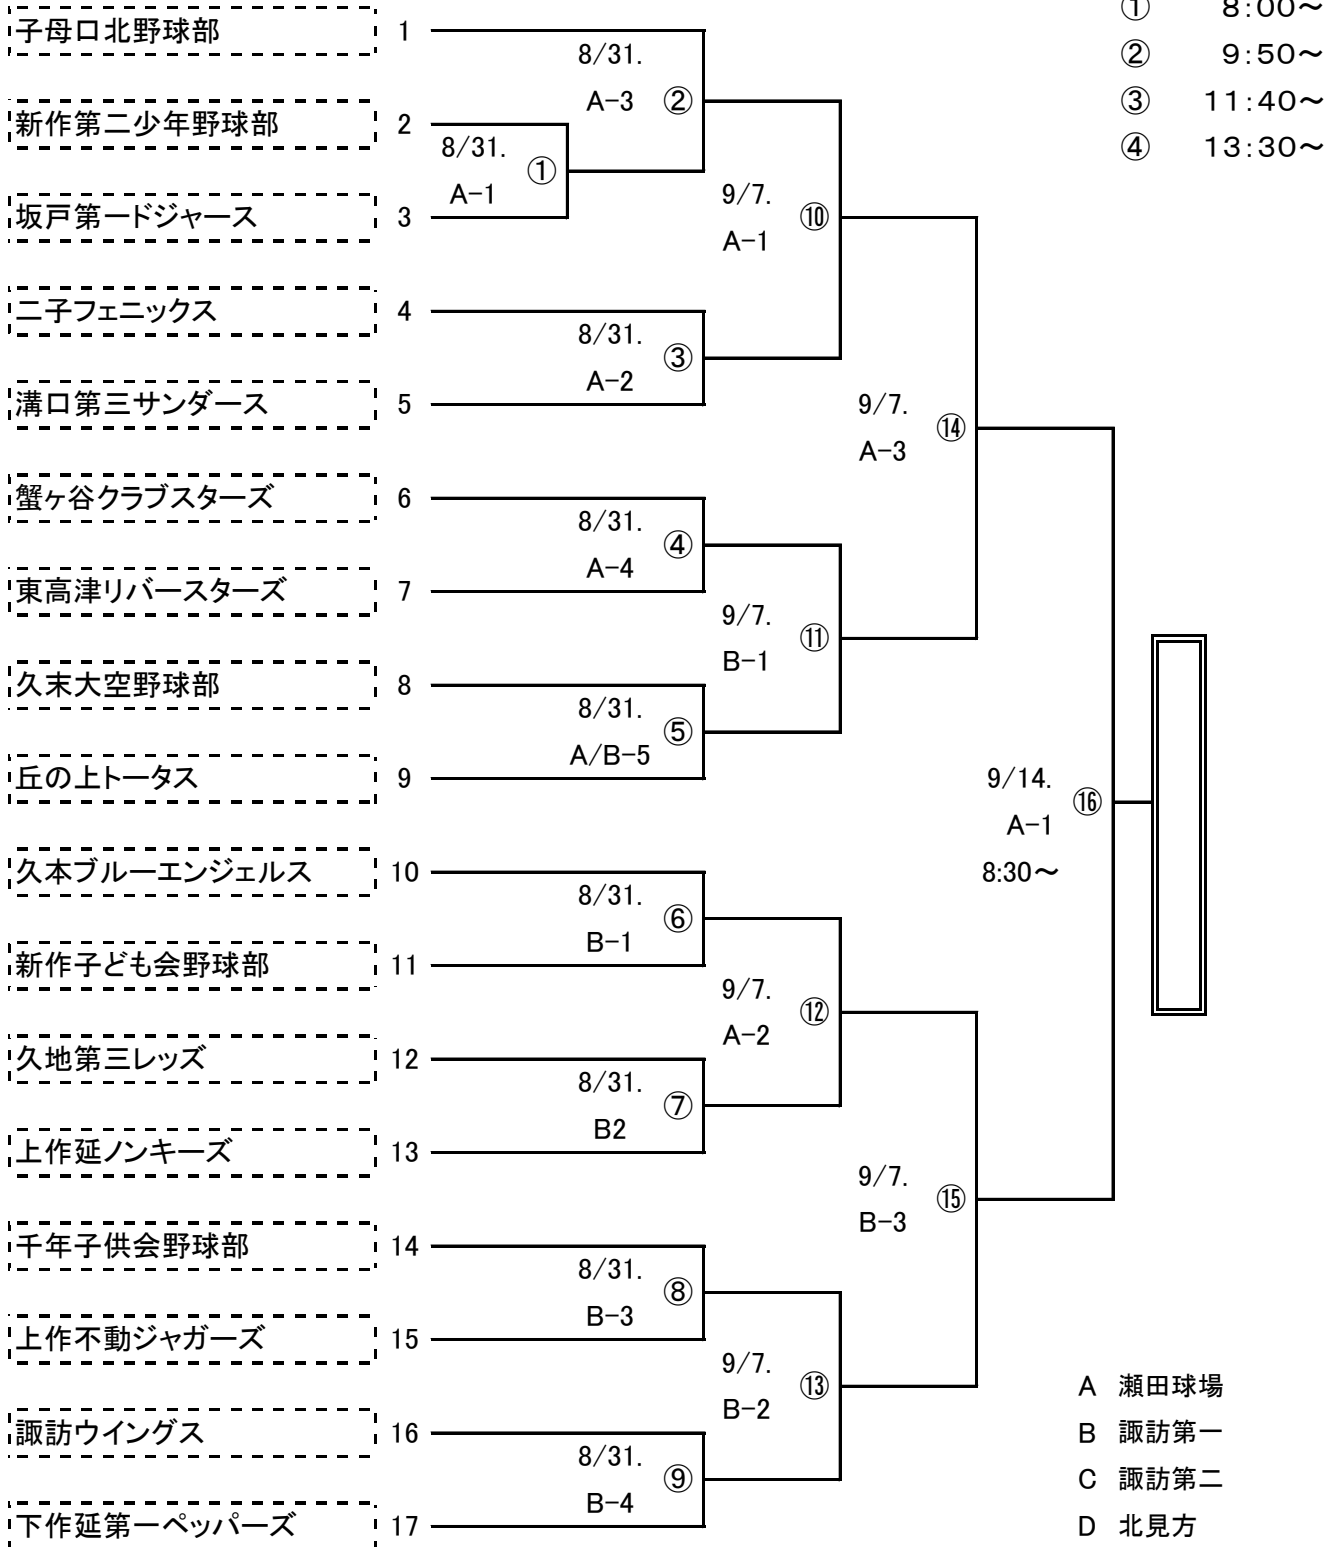 ① 8:00～
子母口北野球部 1
8/31.
② 9:50～
A-3 ②
③ 11:40～
新作第二少年野球部 2
8/31.
①
④ 13:30～
A-1
9/7.
坂戸第一ドジャース 3
⑩
A-1
二子フェニックス 4
8/31.
③
A-2
溝口第三サンダース 5
9/7.
⑭
A-3
蟹ヶ谷クラブスターズ 6
8/31.
④
A-4
東高津リバースターズ 7
9/7.
⑪
B-1
久末大空野球部 8
8/31.
⑤
A/B-5
丘の上トータス 9
9/14.
⑯
A-1
8:30～
久本ブルーエンジェルス 10
8/31.
⑥
B-1
新作子ども会野球部 11
9/7.
⑫
A-2
久地第三レッズ 12
8/31.
⑦
B2
上作延ノンキーズ 13
9/7.
⑮
B-3
千年子供会野球部 14
8/31.
⑧
B-3
上作不動ジャガーズ 15
9/7.
⑬
B-2
A 瀬田球場
諏訪ウイングス 16
B 諏訪第一
8/31.
⑨
C 諏訪第二
B-4
下作延第一ペッパーズ 17
D 北見方